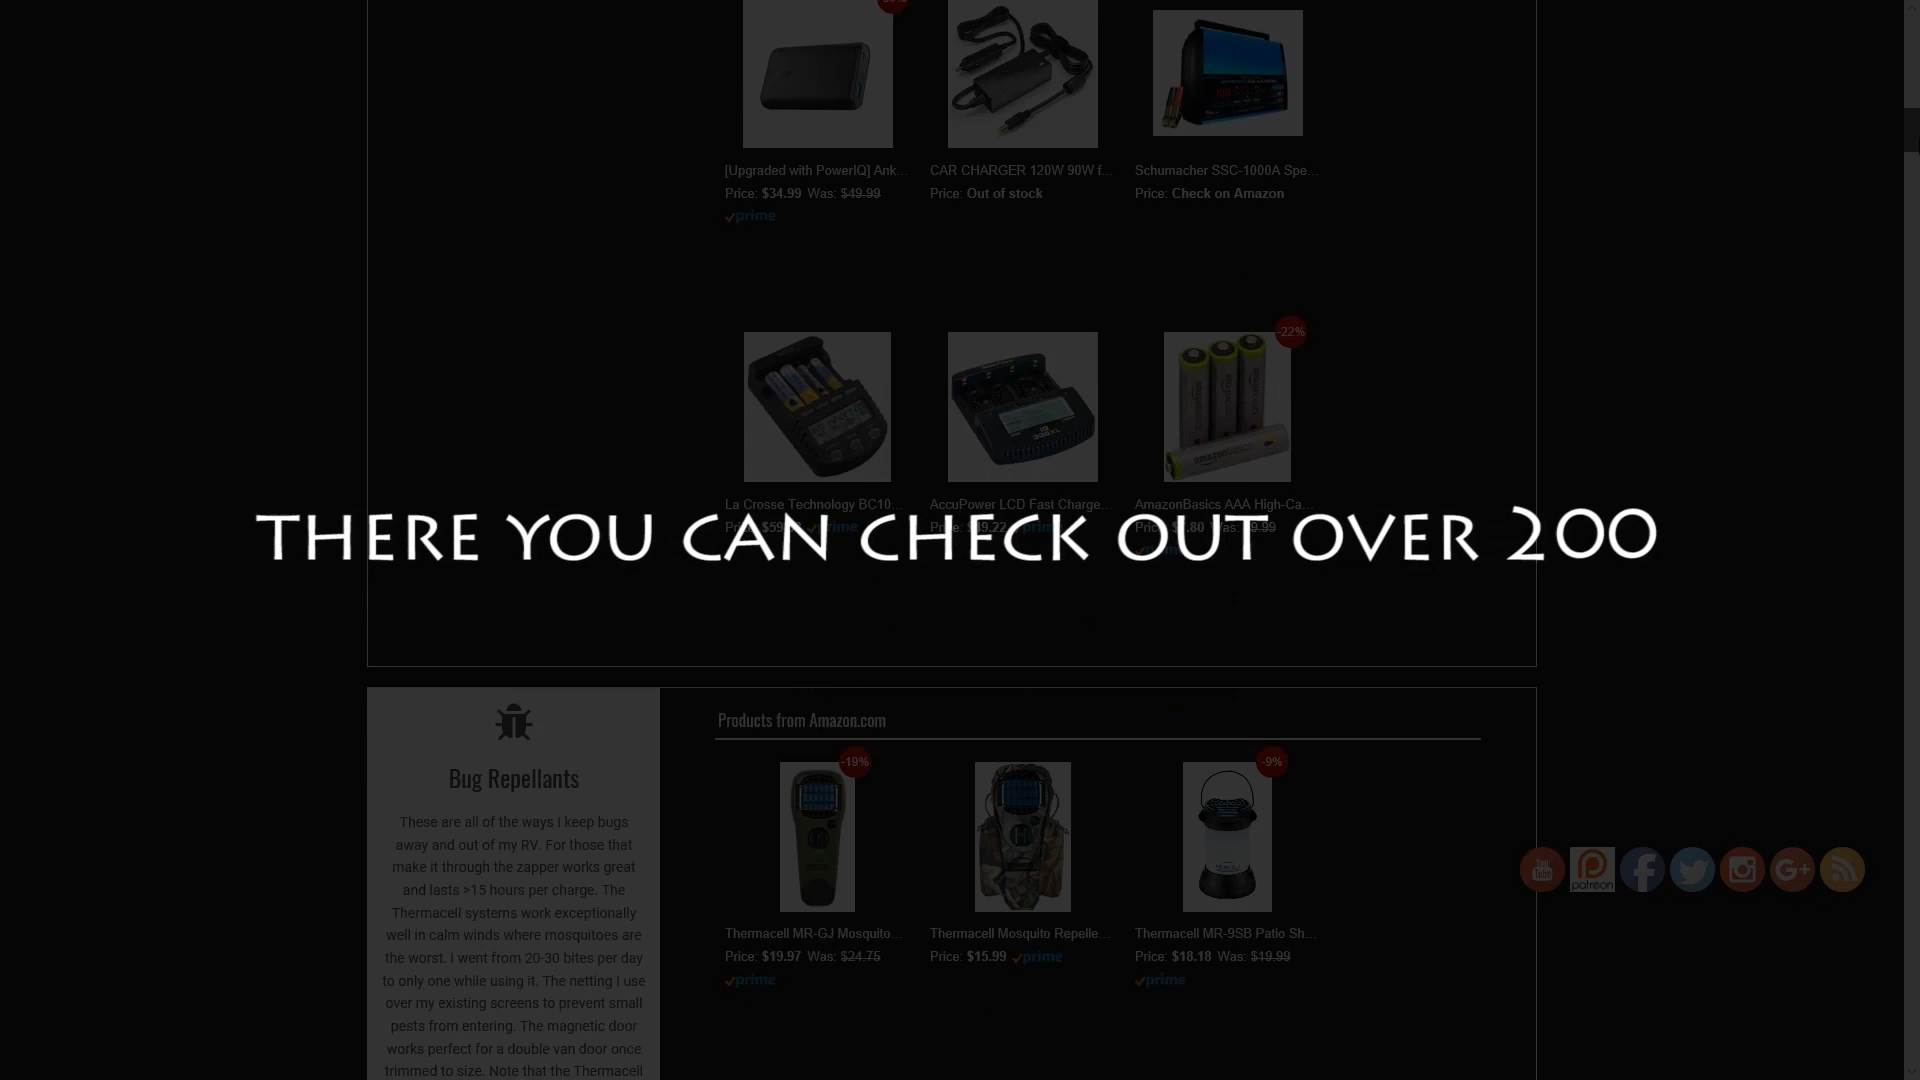 [Upgraded with PowerIQ] Ank...
Price: $34.99 Was: $49.99
prime
CAR CHARGER 120W 90W f...
Price: Out of stock
Schumacher SSC-1000A Spe...
Price: Check on Amazon
-22%
La Crosse Technology BC10...
AccuPower LCD Fast Charge...
AmazonBasics AAA High-Ca...
THERE YOU CAN CHECK OUT OVER 200
Bug Repellants
These are all of the ways I keep bugs
away and out of my RV. For those that
make it through the zapper works great
and lasts >15 hours per charge. The
Thermacell systems work exceptionally
well in calm winds where mosquitoes are
the worst. I went from 20-30 bites per day
to only one while using it. The netting I use
over my existing screens to prevent small
pests from entering. The magnetic door
works perfect for a double van door once
trimmed to size. Note that the Thermacell
Products from Amazon.com
-19%
Thermacell MR-GJ Mosquito...
Price: $19.97 Was: $24.75
prime
Thermacell Mosquito Repelle...
Price: $15.99 prime
-9%
Thermacell MR-9SB Patio Sh...
Price: $18.18 Was: $19.99
prime
You
Tube
patreon
G+